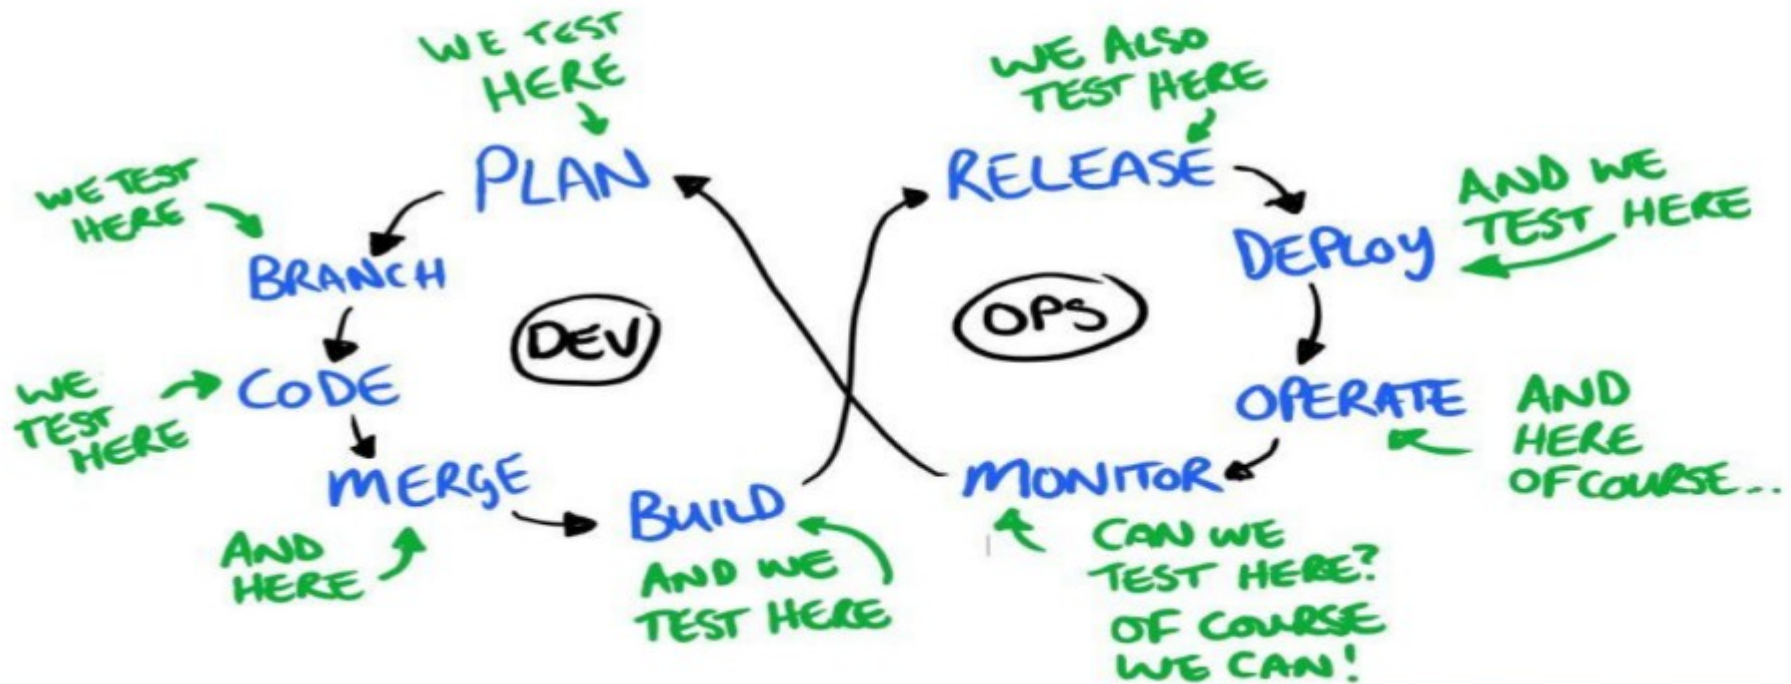 WE TEST
HERE
PLAN
WE TEST
HERE
BRANCH
DEV
WE
TEST
HERE
CODE
MERGE
AND
HERE
BUILD
AND WE
TEST HERE
WE ALSO
TEST HERE
RELEASE
AND WE
TEST HERE
DEPLOY
OPS
OPERATE
AND
HERE
OF COURSE...
MONITOR
CAN WE
TEST HERE?
OF COURSE
WE CAN!